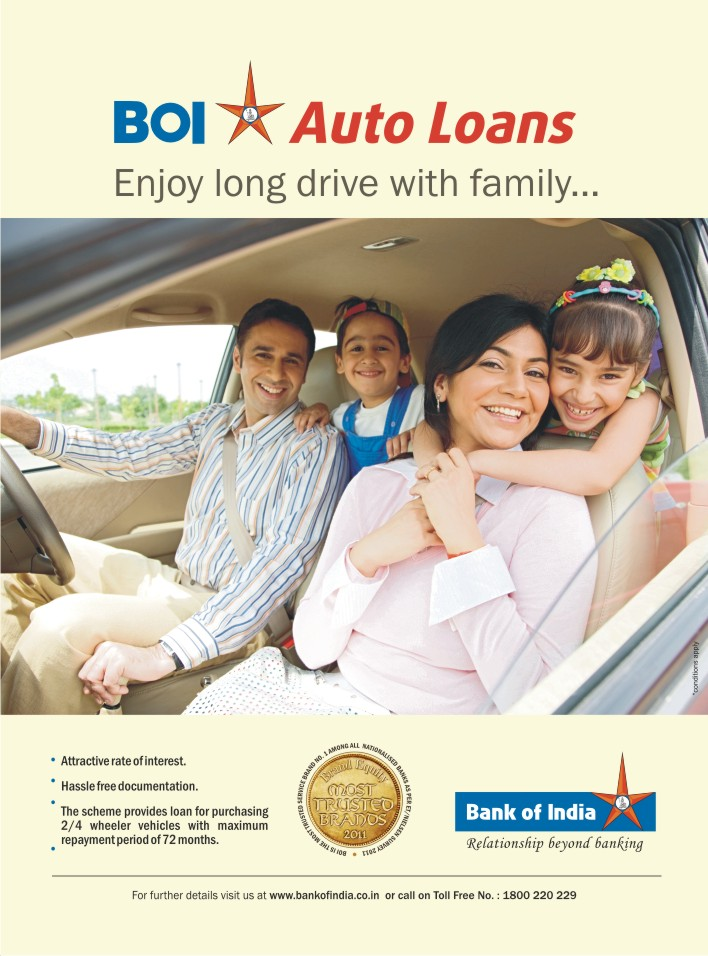 BOI Auto Loans
Enjoy long drive with family...
*conditions apply
• Attractive rate of interest.
• Hassle free documentation.
• The scheme provides loan for purchasing
2/4 wheeler vehicles with maximum
repayment period of 72 months.
•
BOI IS THE MOST TRUSTED SERVICE BRAND NO. 1 AMONG ALL NATIONALISED BANKS AS PER ET/NIELSEN SURVEY 2011
Brand Equity
MOST
TRUSTED
BRANDS
2011
Bank of India
Relationship beyond banking
For further details visit us at www.bankofindia.co.in or call on Toll Free No. : 1800 220 229